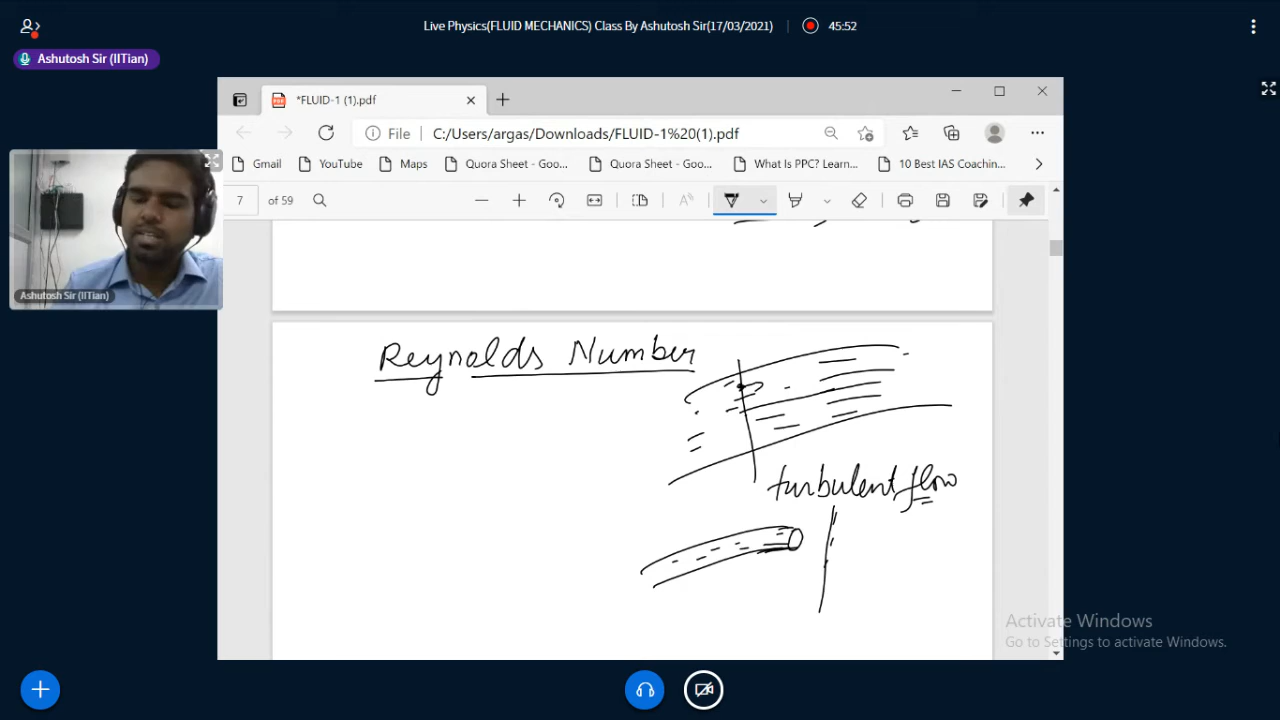 Live Physics(FLUID MECHANICS) Class By Ashutosh Sir(17/03/2021)
45:52
Ashutosh Sir (IITian)
*FLUID-1 (1).pdf
File
C:/Users/argas/Downloads/FLUID-1%20(1).pdf
Gmail
YouTube
Maps
Quora Sheet - Goo...
Quora Sheet - Goo...
What Is PPC? Learn...
10 Best IAS Coachin...
7 of 59
Ashutosh Sir (IITian)
Reynolds Number
turbulent flow
Activate Windows
Go to Settings to activate Windows.